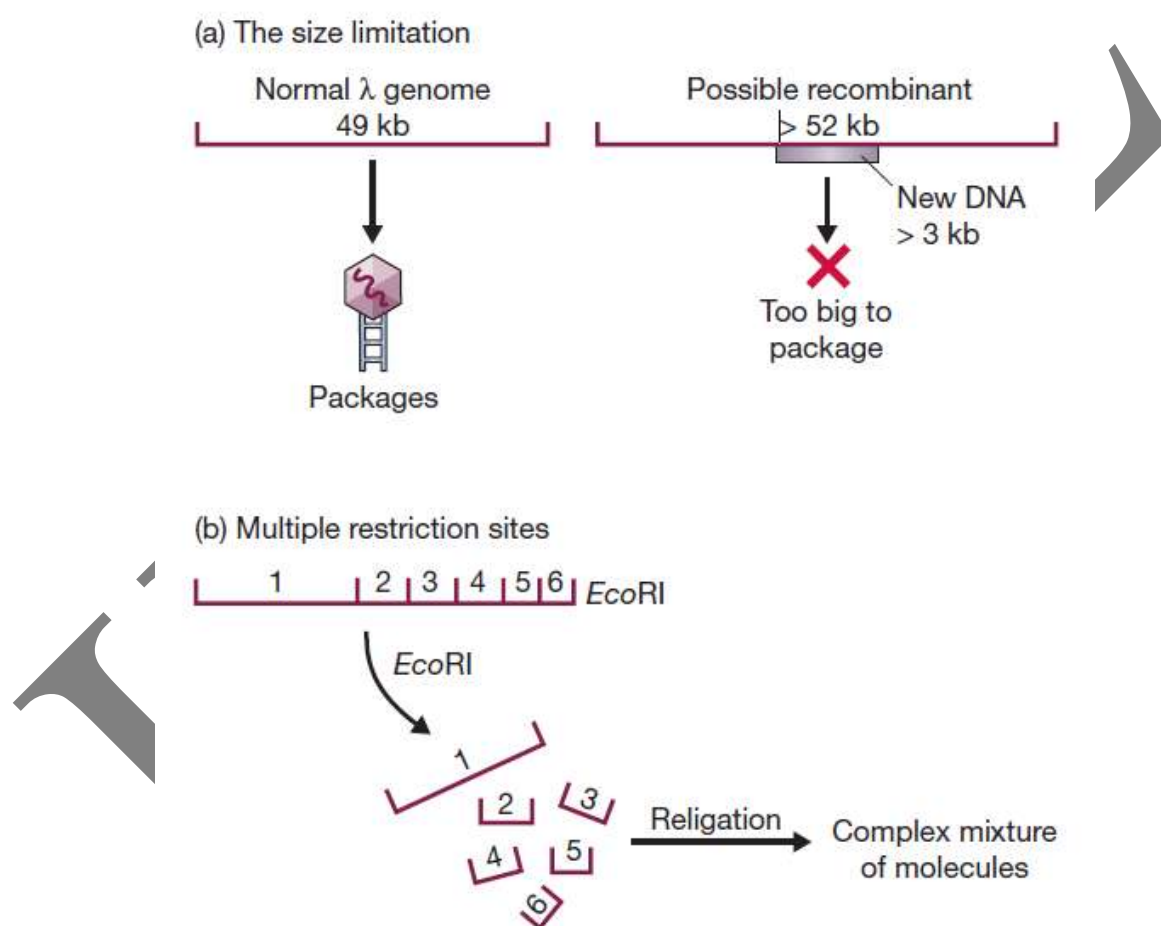 (a) The size limitation
Normal λ genome
49 kb
Packages
Possible recombinant
> 52 kb
New DNA
> 3 kb
Too big to
package
(b) Multiple restriction sites
1 2 3 4 5 6 EcoRI
EcoRI
1
2 3
4 5
6
Religation
Complex mixture
of molecules